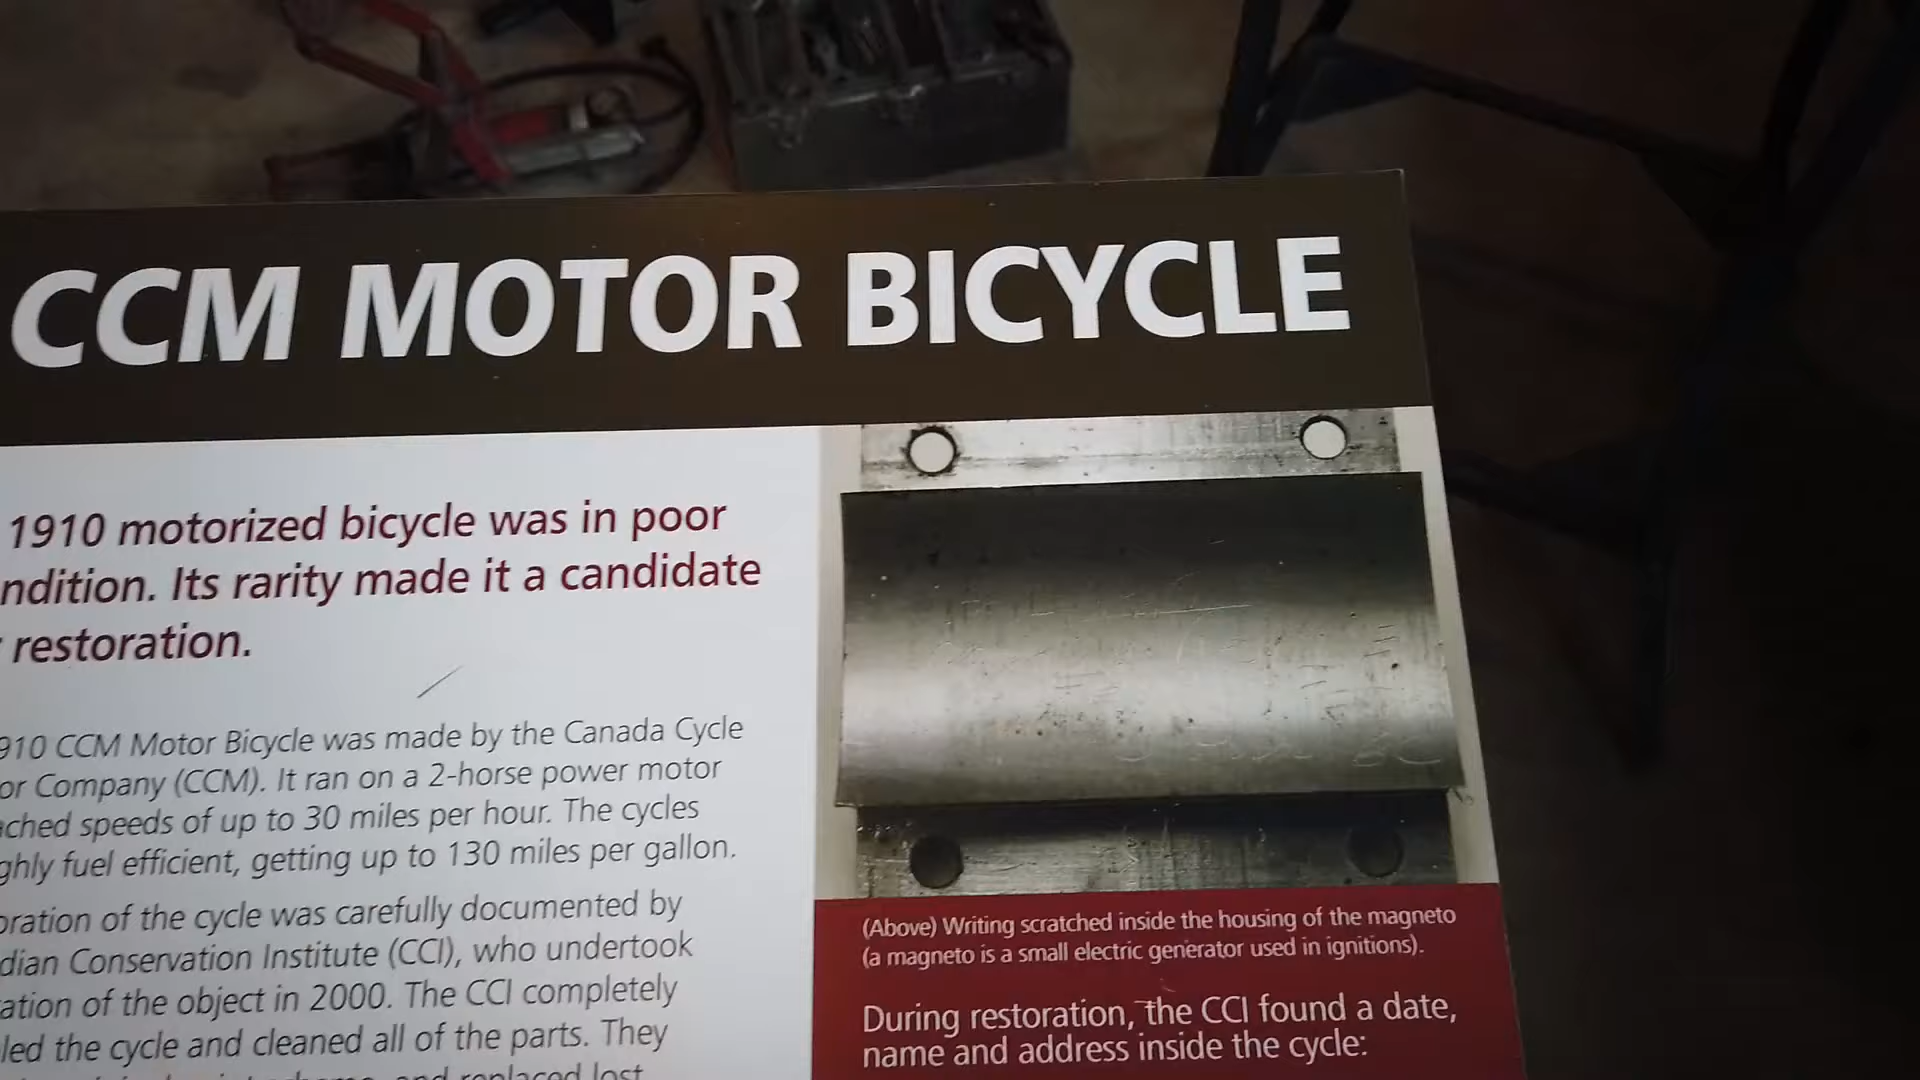 CCM MOTOR BICYCLE
1910 motorized bicycle was in poor
ndition. Its rarity made it a candidate
restoration.
910 CCM Motor Bicycle was made by the Canada Cycle
or Company (CCM). It ran on a 2-horse power motor
ached speeds of up to 30 miles per hour. The cycles
ghly fuel efficient, getting up to 130 miles per gallon.
oration of the cycle was carefully documented by
dian Conservation Institute (CCI), who undertook
ation of the object in 2000. The CCI completely
led the cycle and cleaned all of the parts. They
and replaced lost
(Above) Writing scratched inside the housing of the magneto
(a magneto is a small electric generator used in ignitions).
During restoration, the CCI found a date,
name and address inside the cycle: